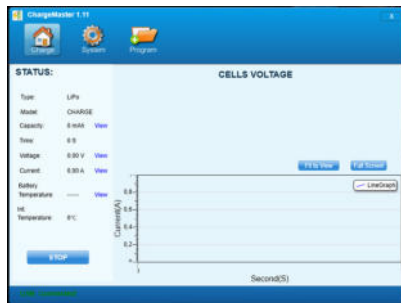 ChargeMaster 1.11
Charge
System
Program
STATUS:
CELLS VOLTAGE
Type: LiPo
Model: CHARGE
Capacity: 0 mAh View
Time: 0 S
Voltage: 0.00 V View
Current: 0.00 A View
Battery
Temperature ----- View
Int.
Temperature: 0°C
STOP
Fit to View
Full Screen
LineGraph
Current(A)
0.8
0.6
0.4
0.2
Second(S)